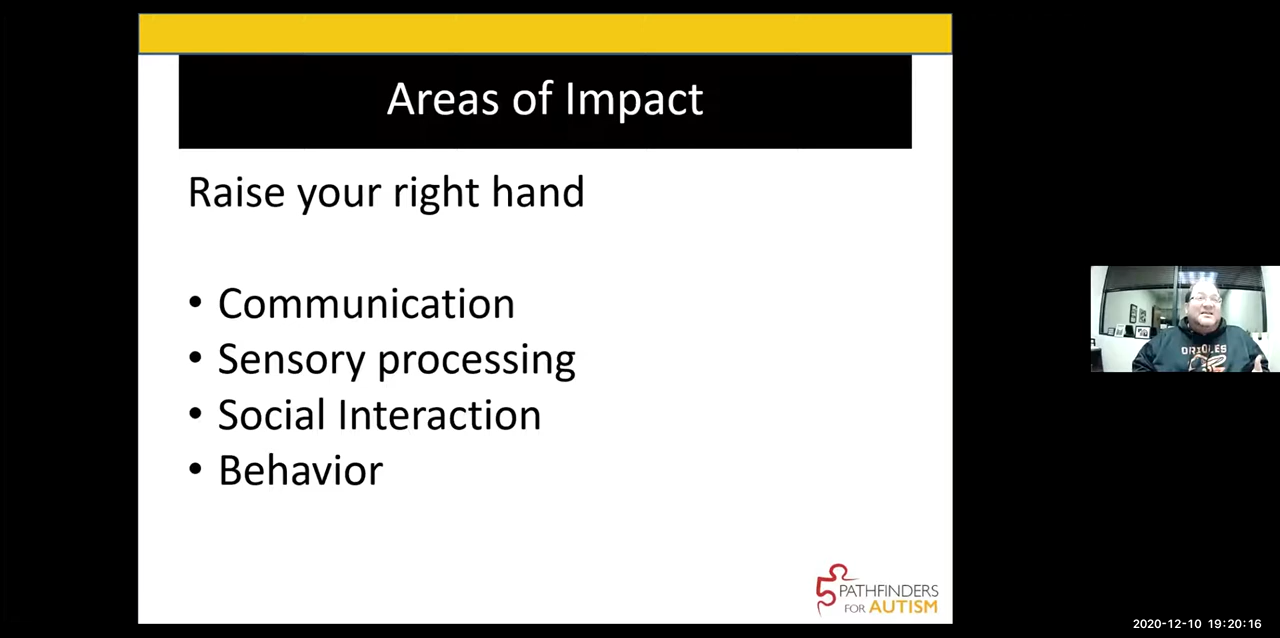 Areas of Impact
Raise your right hand
• Communication
• Sensory processing
• Social Interaction
• Behavior
ORIOLES
PATHFINDERS
FOR AUTISM
2020-12-10 19:20:16